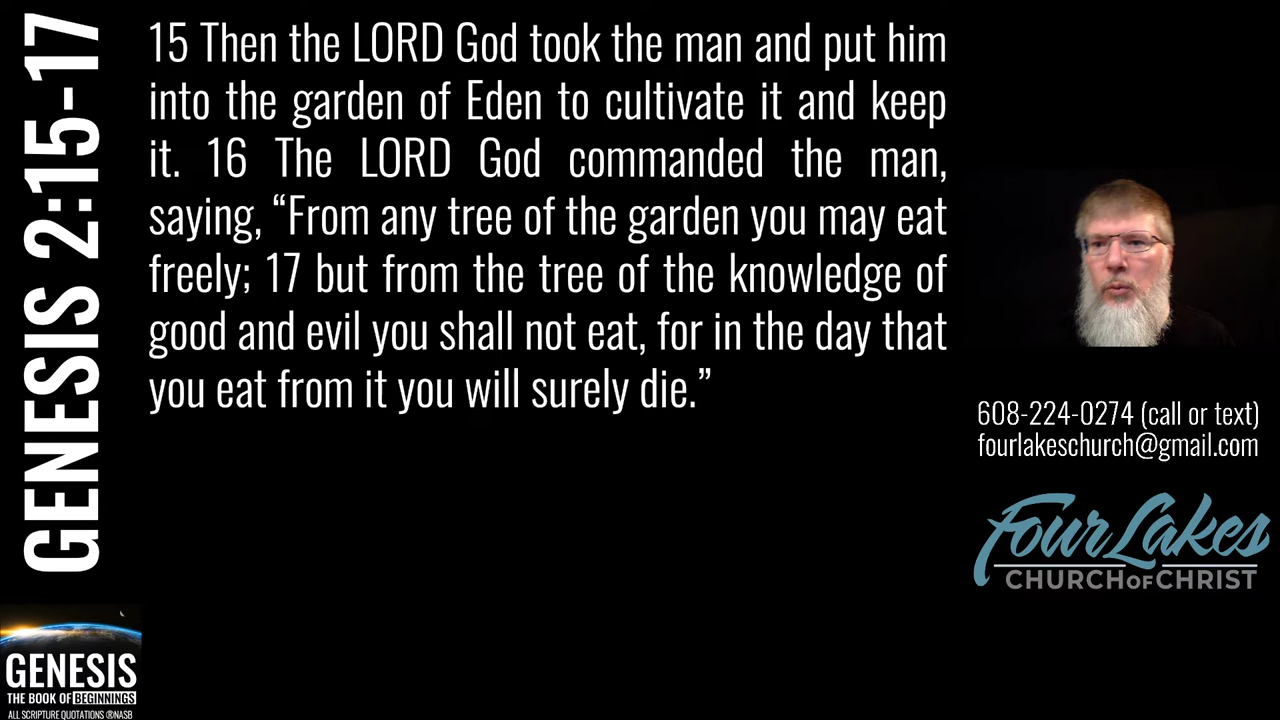 GENESIS 2:15-17
15 Then the LORD God took the man and put him
into the garden of Eden to cultivate it and keep
it. 16 The LORD God commanded the man,
saying, “From any tree of the garden you may eat
freely; 17 but from the tree of the knowledge of
good and evil you shall not eat, for in the day that
you eat from it you will surely die.”
608-224-0274 (call or text)
fourlakeschurch@gmail.com
Four Lakes
CHURCH OF CHRIST
GENESIS
THE BOOK OF BEGINNINGS
ALL SCRIPTURE QUOTATIONS ®NASB